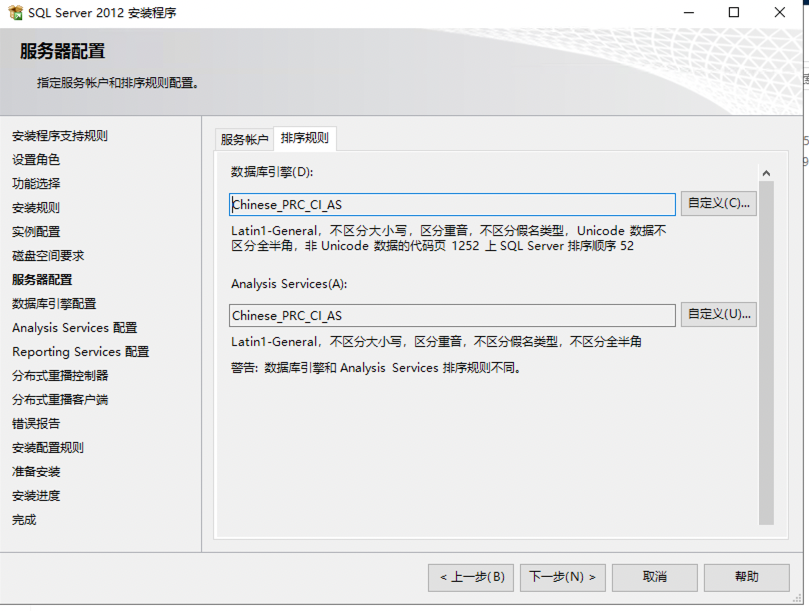 SQL Server 2012 安装程序
服务器配置
指定服务帐户和排序规则配置。
安装程序支持规则
设置角色
功能选择
安装规则
实例配置
磁盘空间要求
服务器配置
数据库引擎配置
Analysis Services 配置
Reporting Services 配置
分布式重播控制器
分布式重播客户端
错误报告
安装配置规则
准备安装
安装进度
完成
服务帐户 排序规则
数据库引擎(D):
Chinese_PRC_CI_AS 自定义(C)...
Latin1-General，不区分大小写，区分重音，不区分假名类型，Unicode 数据不
区分全半角，非 Unicode 数据的代码页 1252 上 SQL Server 排序顺序 52
Analysis Services(A):
Chinese_PRC_CI_AS 自定义(U)...
Latin1-General，不区分大小写，区分重音，不区分假名类型，不区分全半角
警告: 数据库引擎和 Analysis Services 排序规则不同。
< 上一步(B) 下一步(N) > 取消 帮助